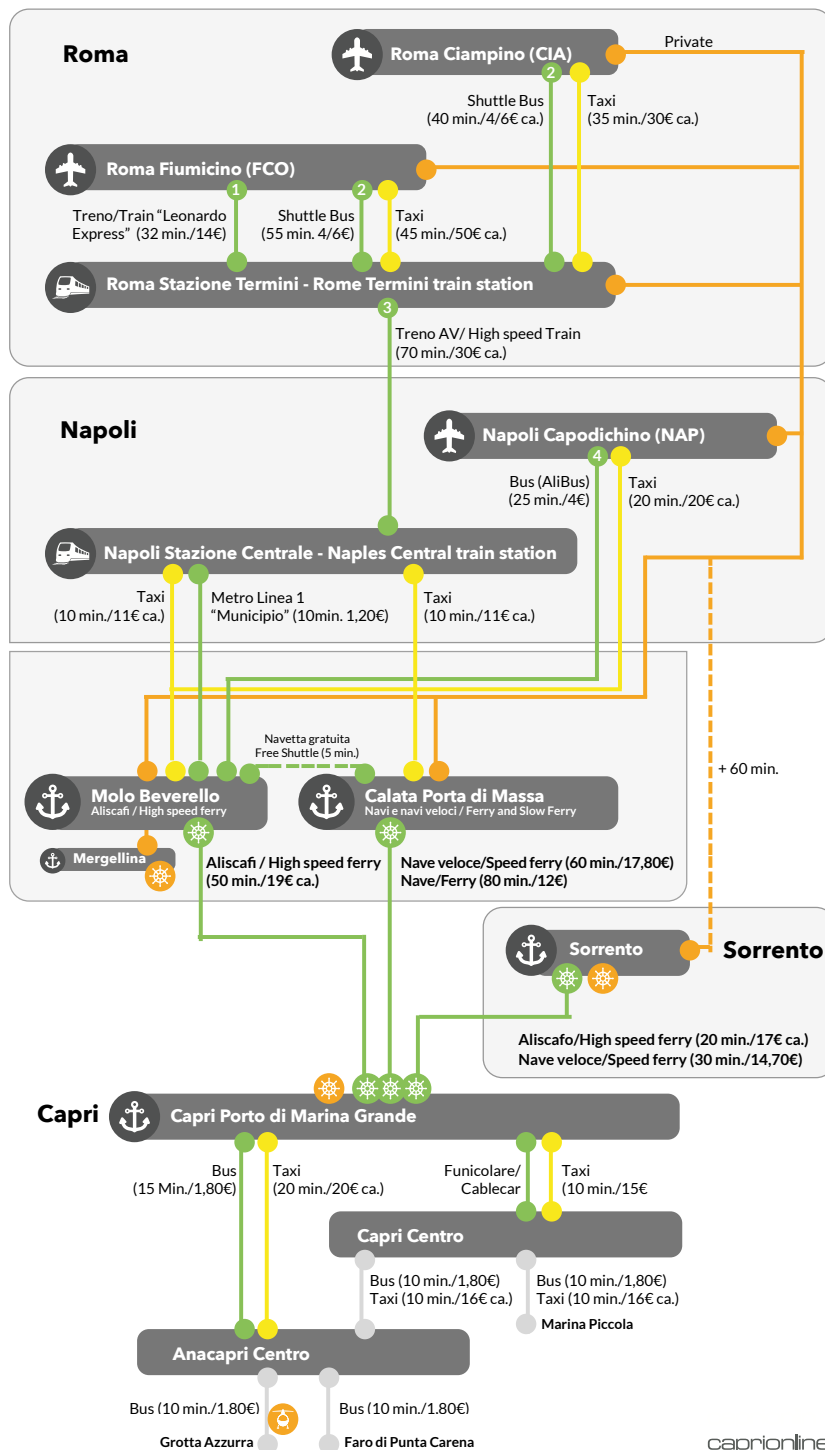 Roma
Roma Ciampino (CIA)
Private
2
Shuttle Bus
(40 min./4/6€ ca.)
Taxi
(35 min./30€ ca.)
Roma Fiumicino (FCO)
1
2
Treno/Train “Leonardo
Express” (32 min./14€)
Shuttle Bus
(55 min. 4/6€)
Taxi
(45 min./50€ ca.)
Roma Stazione Termini - Rome Termini train station
3
Treno AV/ High speed Train
(70 min./30€ ca.)
Napoli
Napoli Capodichino (NAP)
4
Bus (AliBus)
(25 min./4€)
Taxi
(20 min./20€ ca.)
Napoli Stazione Centrale - Naples Central train station
Taxi
(10 min./11€ ca.)
Metro Linea 1
“Municipio” (10min. 1,20€)
Taxi
(10 min./11€ ca.)
Navetta gratuita
Free Shuttle (5 min.)
+ 60 min.
Molo Beverello
Aliscafi / High speed ferry
Calata Porta di Massa
Navi e navi veloci / Ferry and Slow Ferry
Mergellina
Aliscafi / High speed ferry
(50 min./19€ ca.)
Nave veloce/Speed ferry (60 min./17,80€)
Nave/Ferry (80 min./12€)
Sorrento
Sorrento
Aliscafo/High speed ferry (20 min./17€ ca.)
Nave veloce/Speed ferry (30 min./14,70€)
Capri
Capri Porto di Marina Grande
Bus
(15 Min./1,80€)
Taxi
(20 min./20€ ca.)
Funicolare/
Cablecar
Taxi
(10 min./15€
Capri Centro
Bus (10 min./1,80€)
Taxi (10 min./16€ ca.)
Bus (10 min./1,80€)
Taxi (10 min./16€ ca.)
Marina Piccola
Anacapri Centro
Bus (10 min./1.80€)
Bus (10 min./1.80€)
Grotta Azzurra
Faro di Punta Carena
caprionline